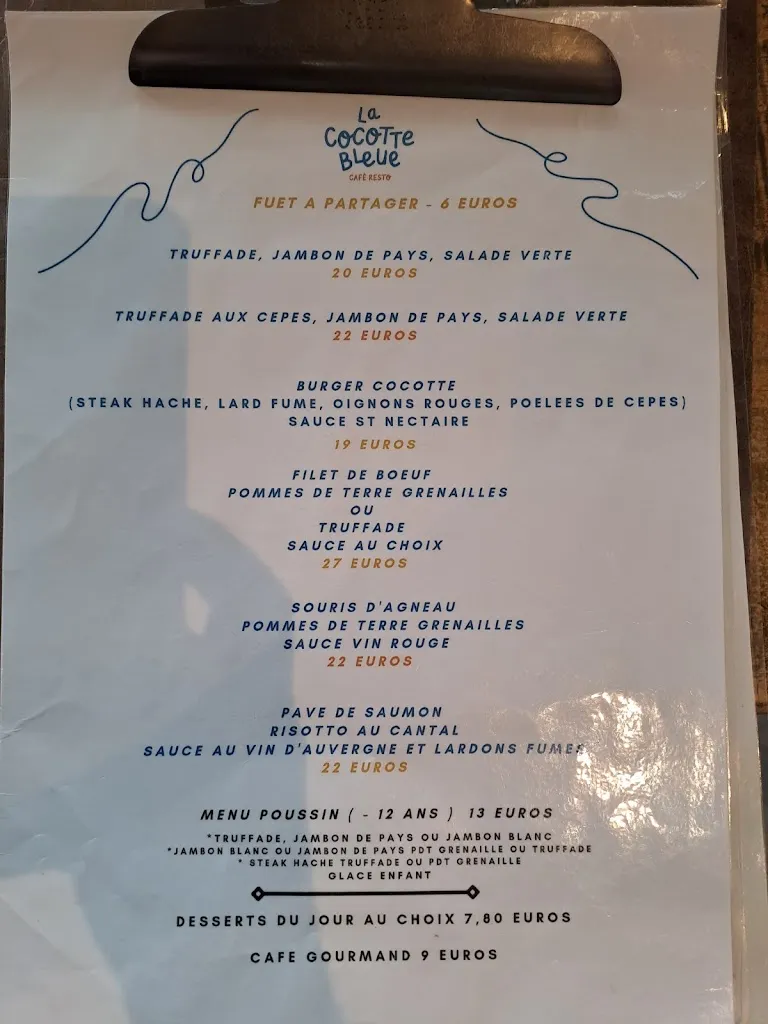 La
COCOTTe
BLeUe
CAFÉ RESTO
FUET A PARTAGER - 6 EUROS
TRUFFADE, JAMBON DE PAYS, SALADE VERTE
20 EUROS
TRUFFADE AUX CEPES, JAMBON DE PAYS, SALADE VERTE
22 EUROS
BURGER COCOTTE
(STEAK HACHE, LARD FUME, OIGNONS ROUGES, POELEES DE CEPES)
SAUCE ST NECTAIRE
19 EUROS
FILET DE BOEUF
POMMES DE TERRE GRENAILLES
OU
TRUFFADE
SAUCE AU CHOIX
27 EUROS
SOURIS D'AGNEAU
POMMES DE TERRE GRENAILLES
SAUCE VIN ROUGE
22 EUROS
PAVE DE SAUMON
RISOTTO AU CANTAL
SAUCE AU VIN D'AUVERGNE ET LARDONS FUMES
22 EUROS
MENU POUSSIN ( - 12 ANS ) 13 EUROS
*TRUFFADE, JAMBON DE PAYS OU JAMBON BLANC
*JAMBON BLANC OU JAMBON DE PAYS PDT GRENAILLE OU TRUFFADE
* STEAK HACHE TRUFFADE OU PDT GRENAILLE
GLACE ENFANT
DESSERTS DU JOUR AU CHOIX 7,80 EUROS
CAFE GOURMAND 9 EUROS